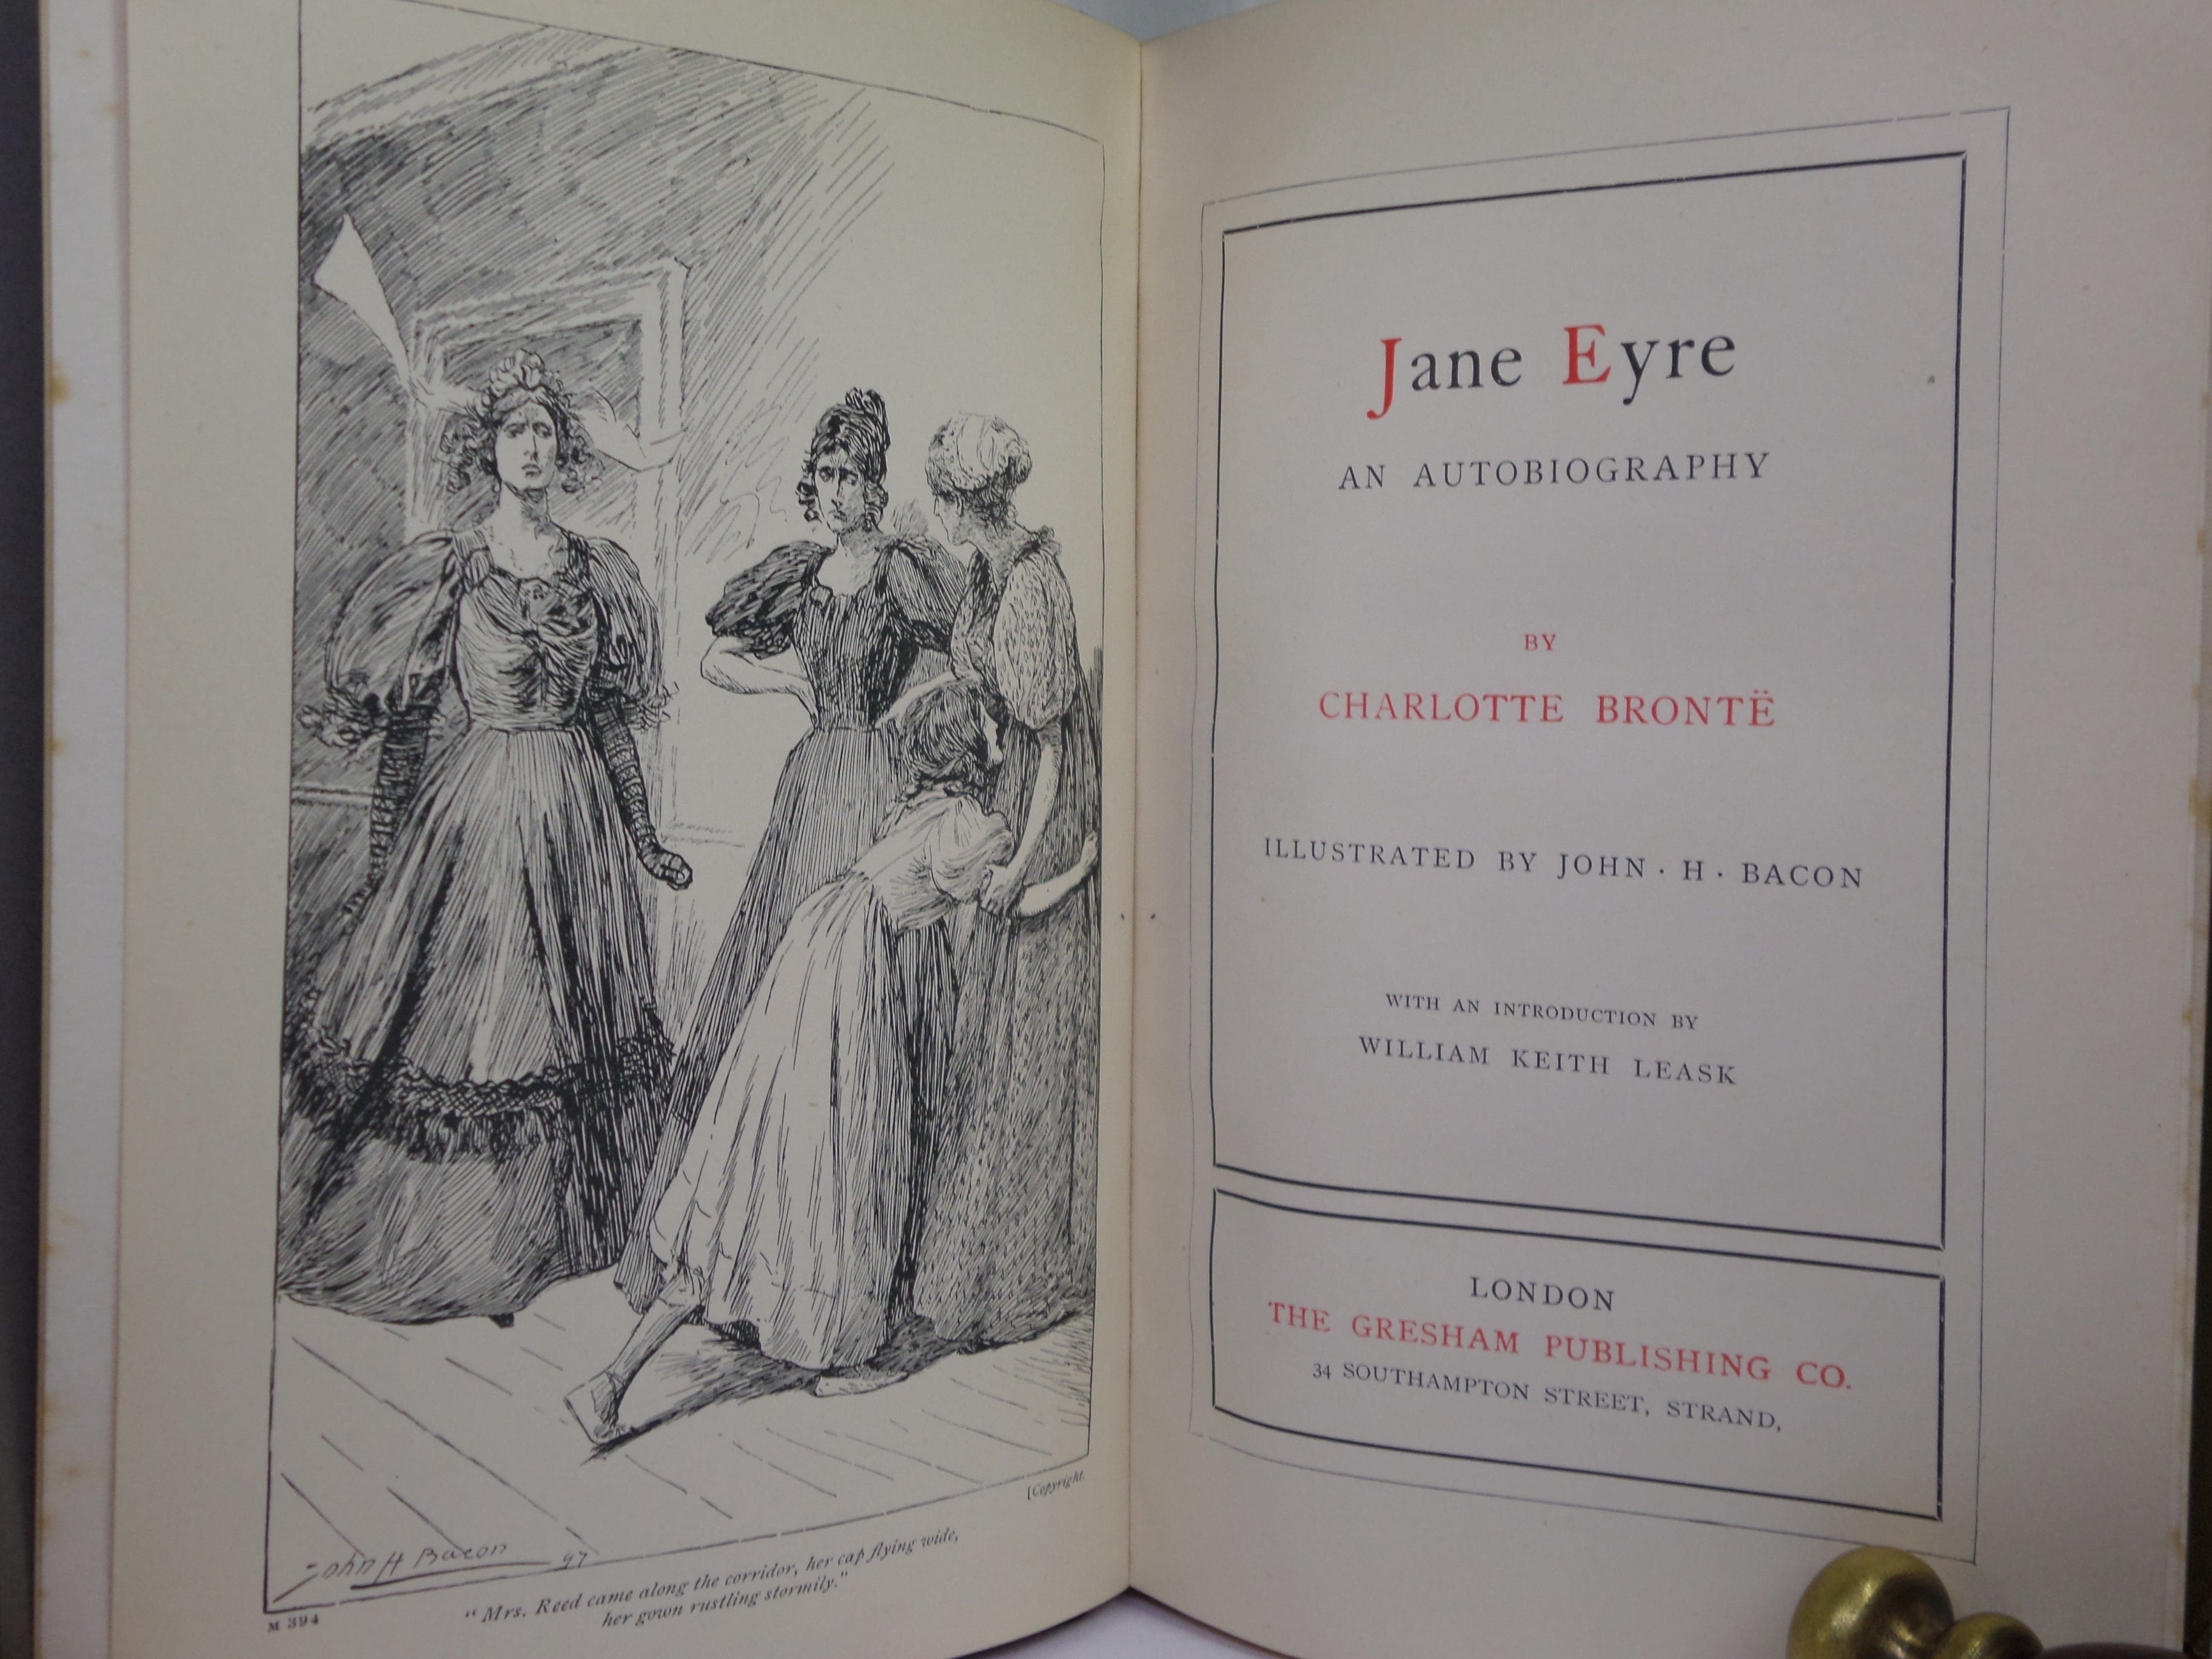 [Copyright.
John H Bacon 97
M 394
"Mrs. Reed came along the corridor, her cap flying wide,
her gown rustling stormily."
Jane Eyre
AN AUTOBIOGRAPHY
BY
CHARLOTTE BRONTË
ILLUSTRATED BY JOHN · H · BACON
WITH AN INTRODUCTION BY
WILLIAM KEITH LEASK
LONDON
THE GRESHAM PUBLISHING CO.
34 SOUTHAMPTON STREET, STRAND,